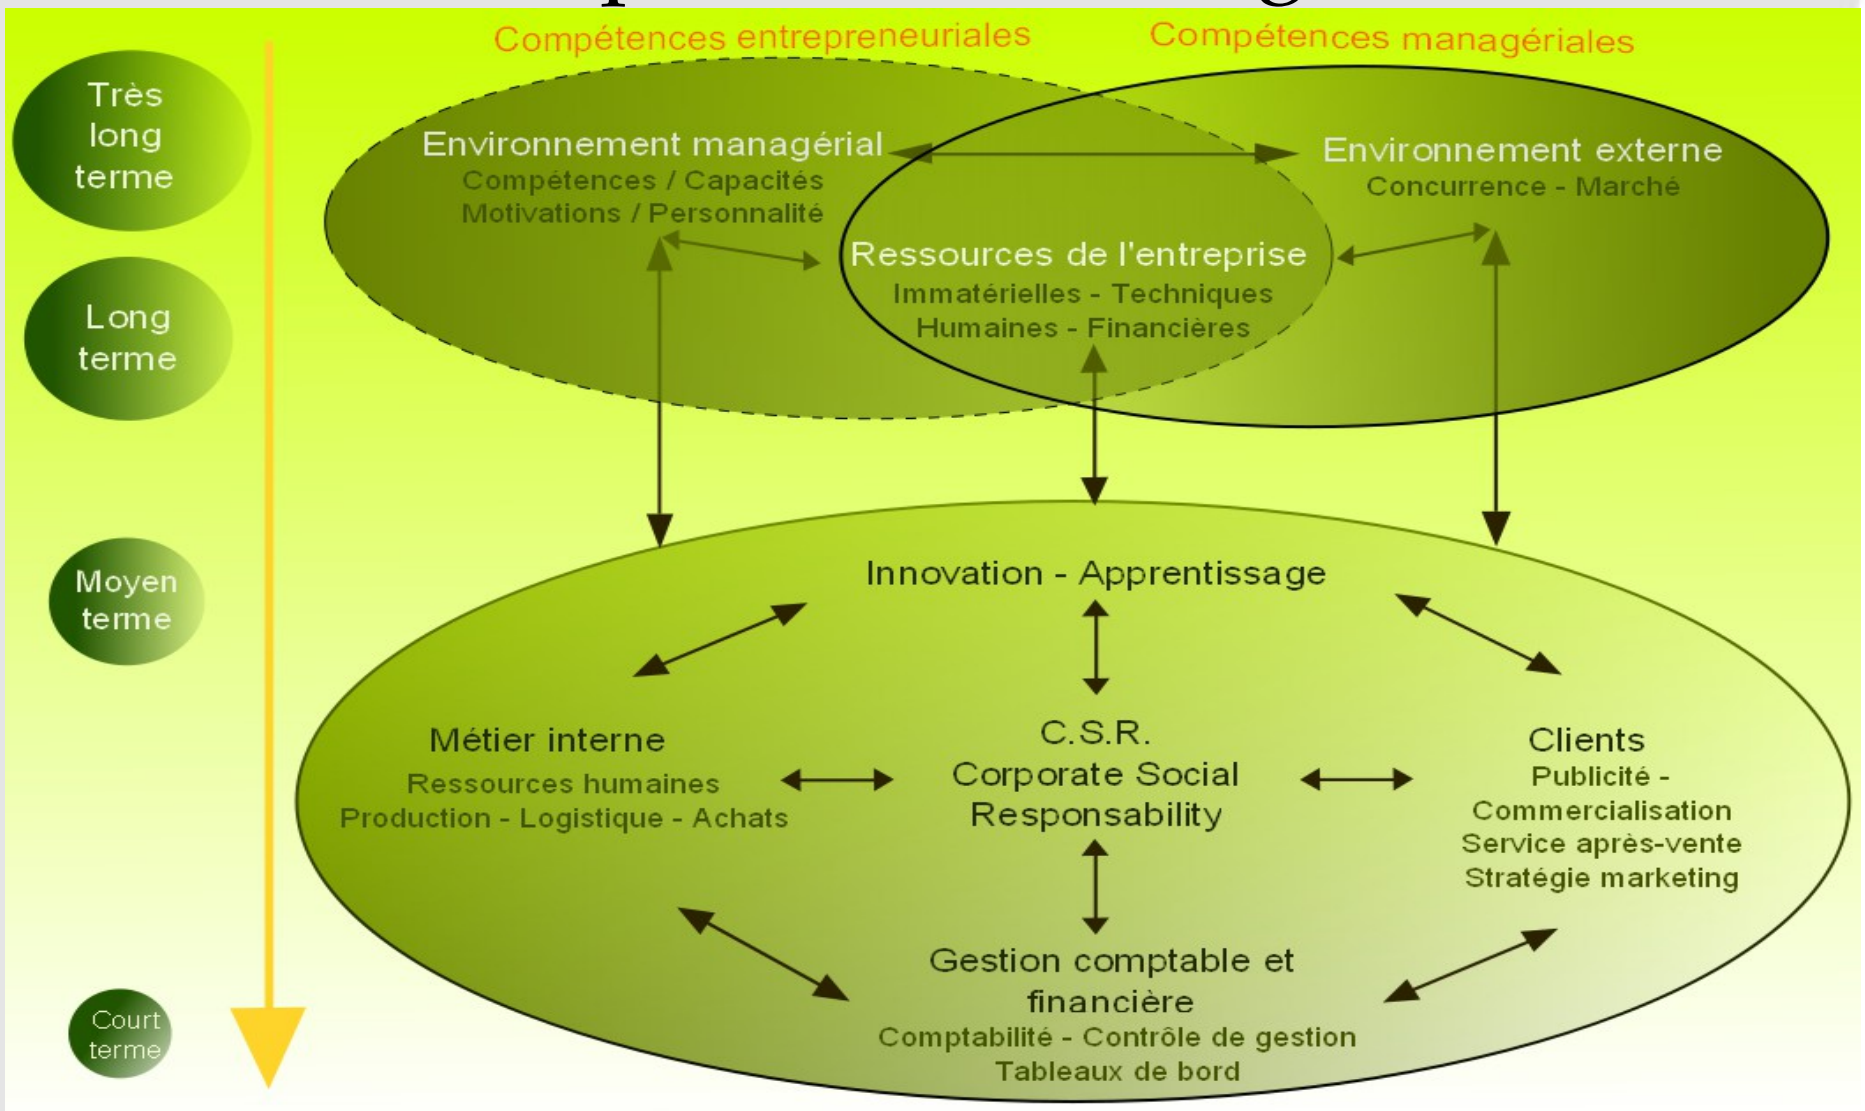 Compétences entrepreneuriales
Compétences managériales
Très
long
terme
Environnement managérial
Compétences / Capacités
Motivations / Personnalité
Environnement externe
Concurrence - Marché
Ressources de l'entreprise
Immatérielles - Techniques
Humaines - Financières
Long
terme
Moyen
terme
Innovation - Apprentissage
Métier interne
Ressources humaines
Production - Logistique - Achats
C.S.R.
Corporate Social
Responsability
Clients
Publicité -
Commercialisation
Service après-vente
Stratégie marketing
Gestion comptable et
financière
Comptabilité - Contrôle de gestion
Tableaux de bord
Court
terme